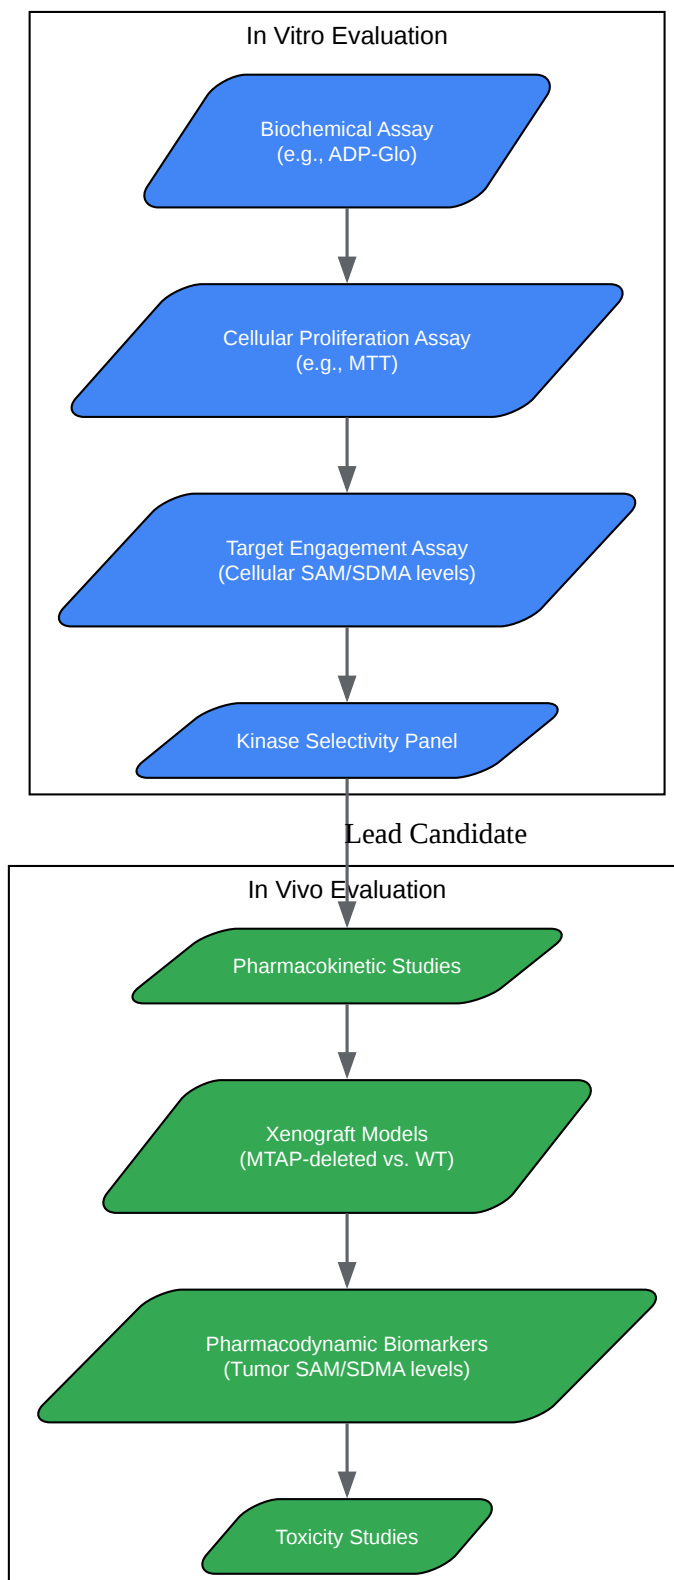 In Vitro Evaluation
Biochemical Assay
(e.g., ADP-Glo)
Cellular Proliferation Assay
(e.g., MTT)
Target Engagement Assay
(Cellular SAM/SDMA levels)
Kinase Selectivity Panel
Lead Candidate
In Vivo Evaluation
Pharmacokinetic Studies
Xenograft Models
(MTAP-deleted vs. WT)
Pharmacodynamic Biomarkers
(Tumor SAM/SDMA levels)
Toxicity Studies